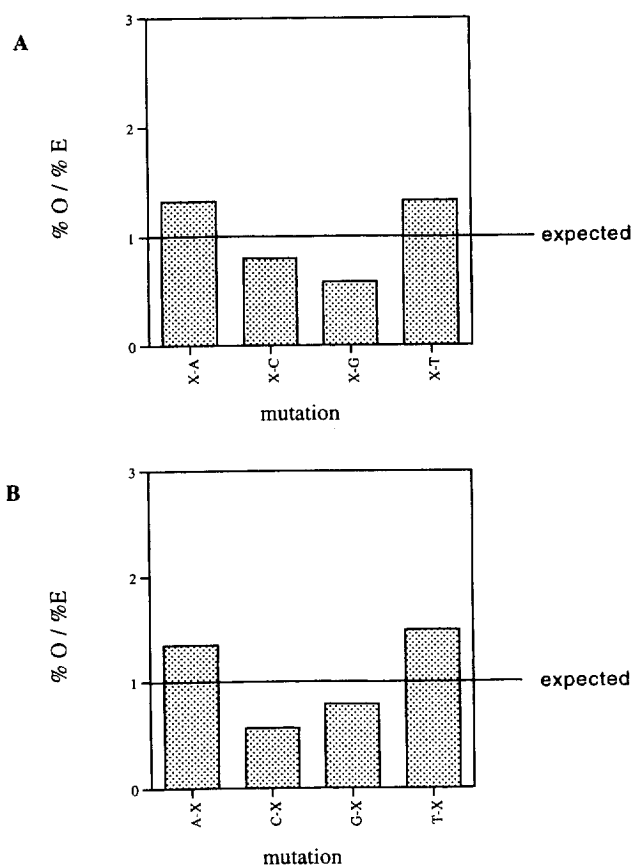 A
3
2
1
0
% O / % E
expected
X-A
X-C
X-G
X-T
mutation
B
3
2
1
0
% O / %E
expected
A-X
C-X
G-X
T-X
mutation